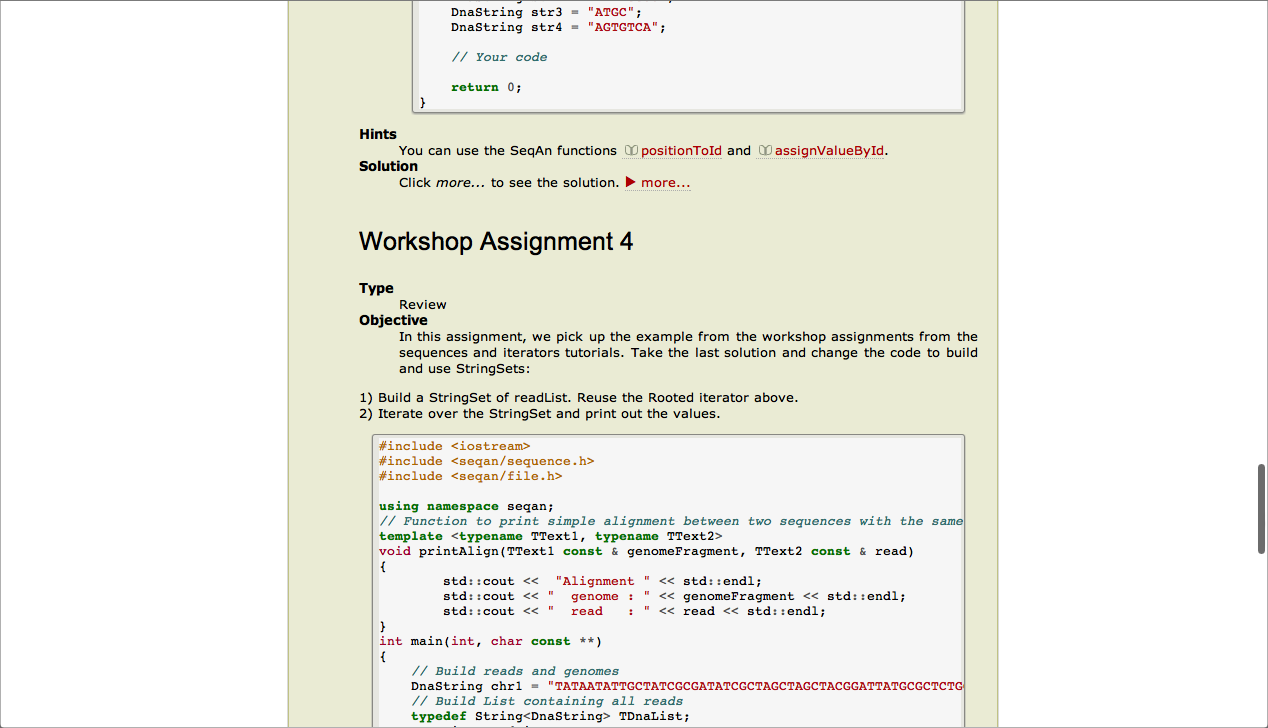 DnaString str3 = "ATGC";
DnaString str4 = "AGTGTCA";
// Your code
return 0;
}
Hints
You can use the SeqAn functions positionToId and assignValueById.
Solution
Click more... to see the solution. more...
Workshop Assignment 4
Type
Review
Objective
In this assignment, we pick up the example from the workshop assignments from the
sequences and iterators tutorials. Take the last solution and change the code to build
and use StringSets:
1) Build a StringSet of readList. Reuse the Rooted iterator above.
2) Iterate over the StringSet and print out the values.
#include <iostream>
#include <seqan/sequence.h>
#include <seqan/file.h>
using namespace seqan;
// Function to print simple alignment between two sequences with the same
template <typename TText1, typename TText2>
void printAlign(TText1 const & genomeFragment, TText2 const & read)
{
std::cout << "Alignment " << std::endl;
std::cout << "  genome : " << genomeFragment << std::endl;
std::cout << "  read   : " << read << std::endl;
}
int main(int, char const **)
{
// Build reads and genomes
DnaString chr1 = "TATAATATTGCTATCGCGATATCGCTAGCTAGCTACGGATTATGCGCTCTG
// Build List containing all reads
typedef String<DnaString> TDnaList;